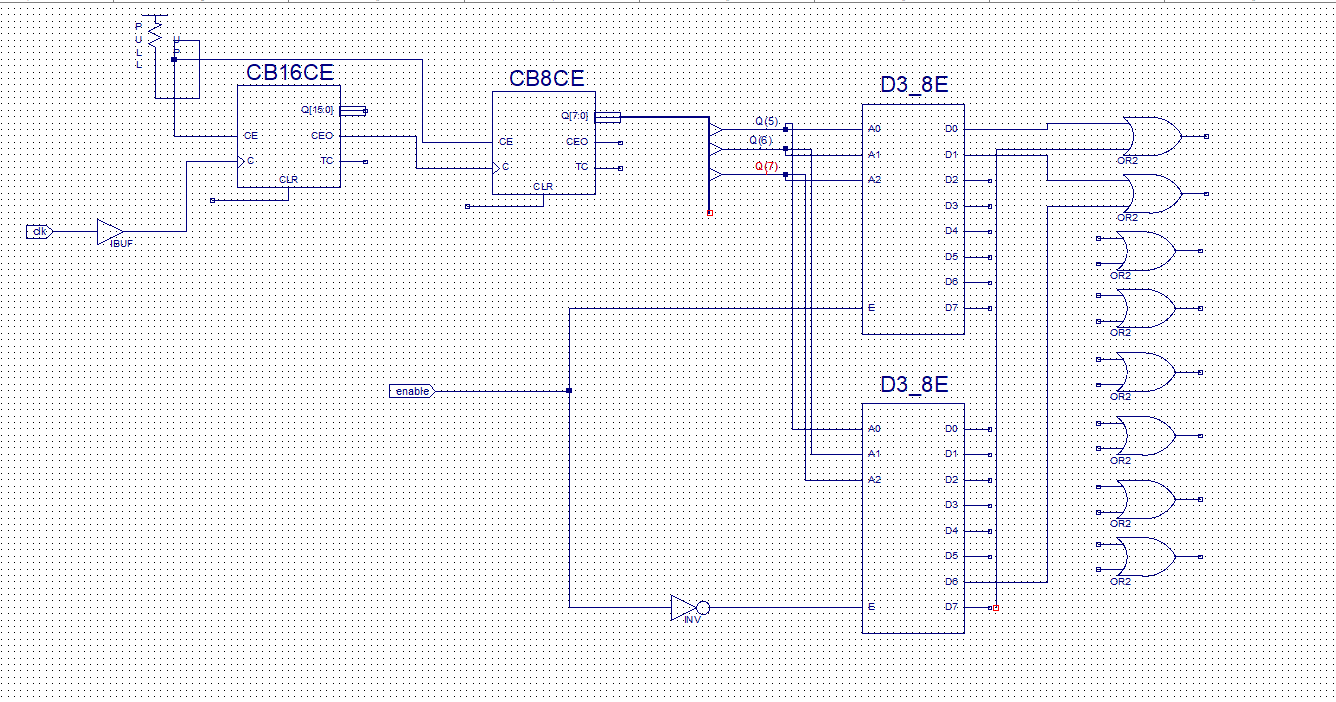 PULLUP
CB16CE
Q[15:0]
CE
CEO
C
TC
CLR
clk
IBUF
CB8CE
Q[7:0]
CE
CEO
C
TC
CLR
Q(5)
Q(6)
Q(7)
D3_8E
A0
D0
A1
D1
A2
D2
D3
D4
D5
D6
E
D7
enable
INV
D3_8E
A0
D0
A1
D1
A2
D2
D3
D4
D5
D6
E
D7
OR2
OR2
OR2
OR2
OR2
OR2
OR2
OR2